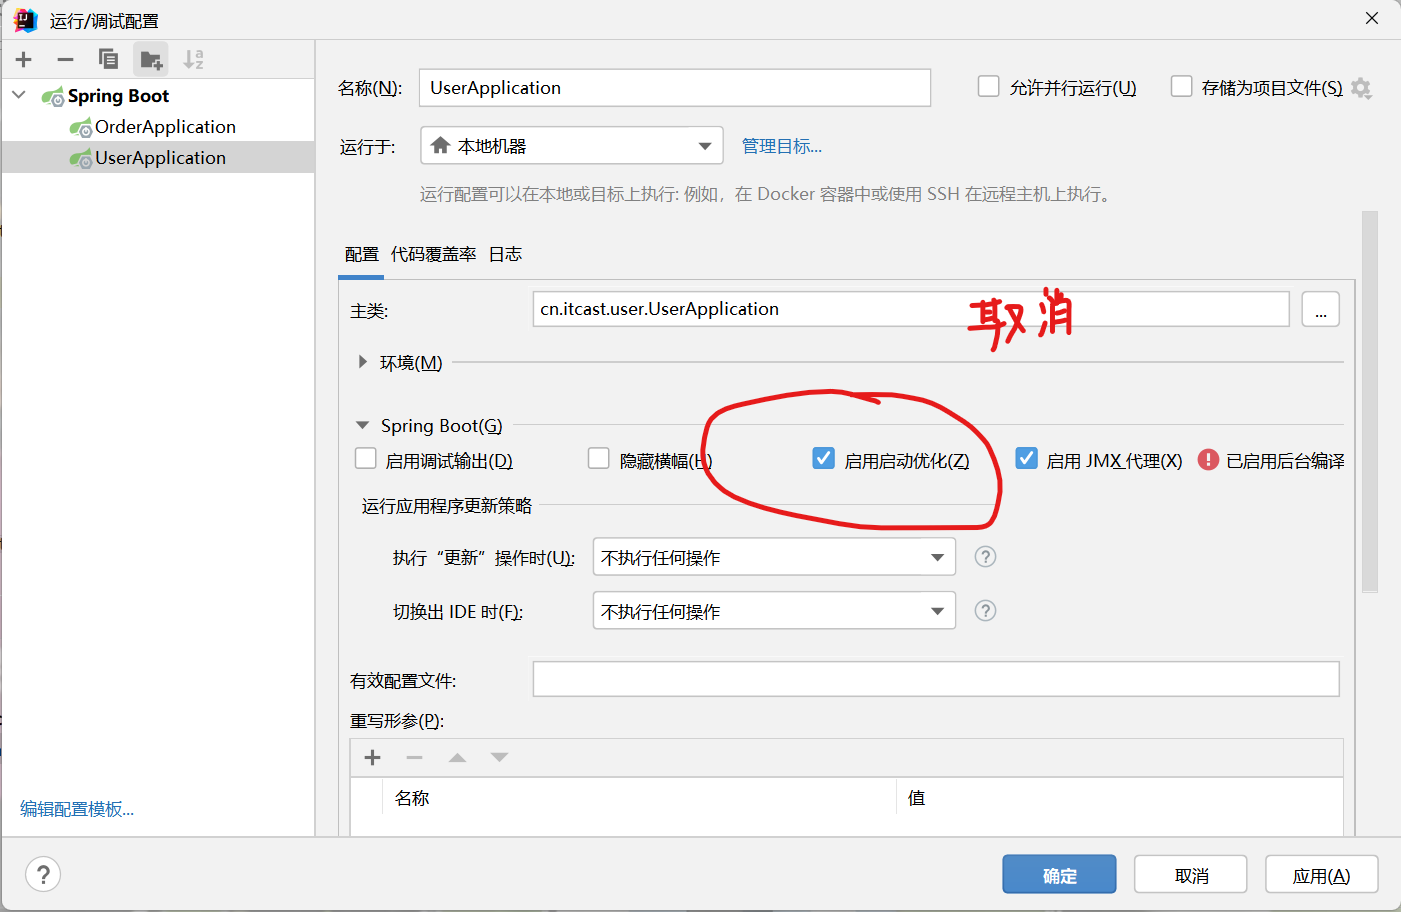 运行/调试配置
Spring Boot
OrderApplication
UserApplication
编辑配置模板...
名称(N):
UserApplication
允许并行运行(U)
存储为项目文件(S)
运行于:
本地机器
管理目标...
运行配置可以在本地或目标上执行: 例如，在 Docker 容器中或使用 SSH 在远程主机上执行。
配置 代码覆盖率 日志
主类:
cn.itcast.user.UserApplication
...
取消
环境(M)
Spring Boot(G)
启用调试输出(D)
隐藏横幅(H)
启用启动优化(Z)
启用 JMX 代理(X)
已启用后台编译
运行应用程序更新策略
执行“更新”操作时(U):
不执行任何操作
?
切换出 IDE 时(F):
不执行任何操作
?
有效配置文件:
重写形参(P):
名称
值
?
确定
取消
应用(A)